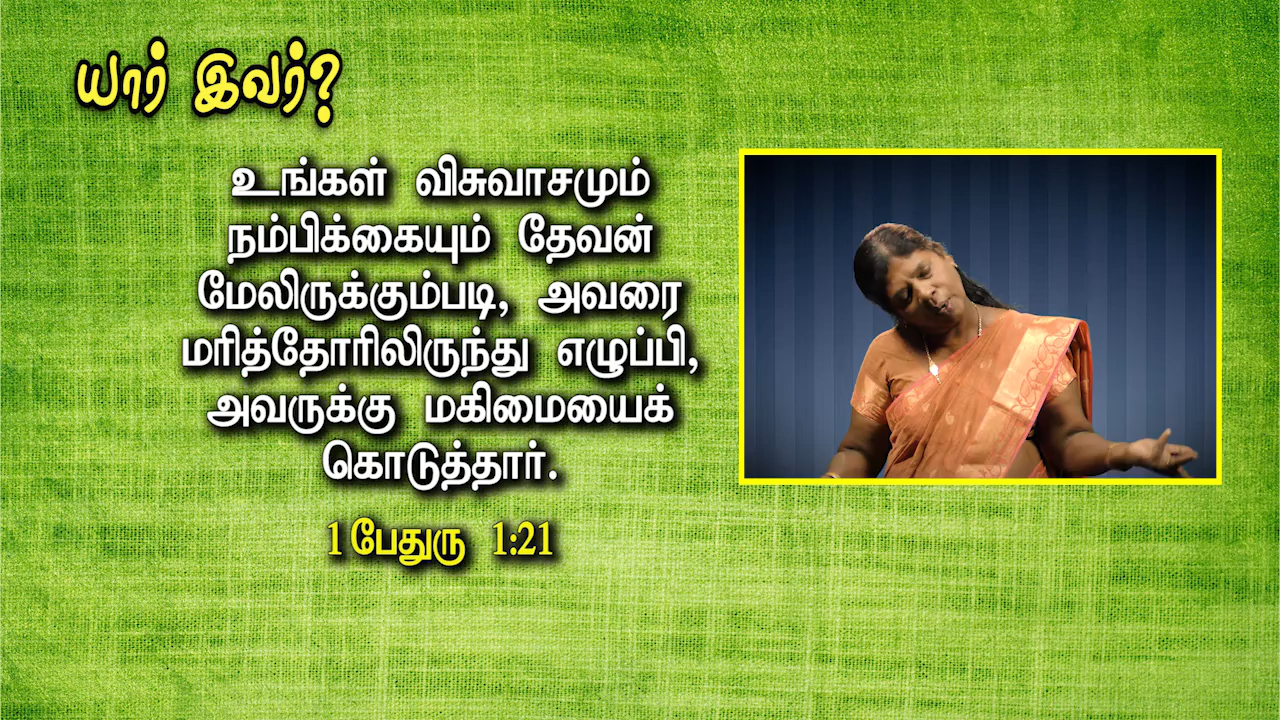 யார் இவர்?
உங்கள் விசுவாசமும்
நம்பிக்கையும் தேவன்
மேலிருக்கும்படி, அவரை
மரித்தோரிலிருந்து எழுப்பி,
அவருக்கு மகிமையைக்
கொடுத்தார்.
1 பேதுரு 1:21